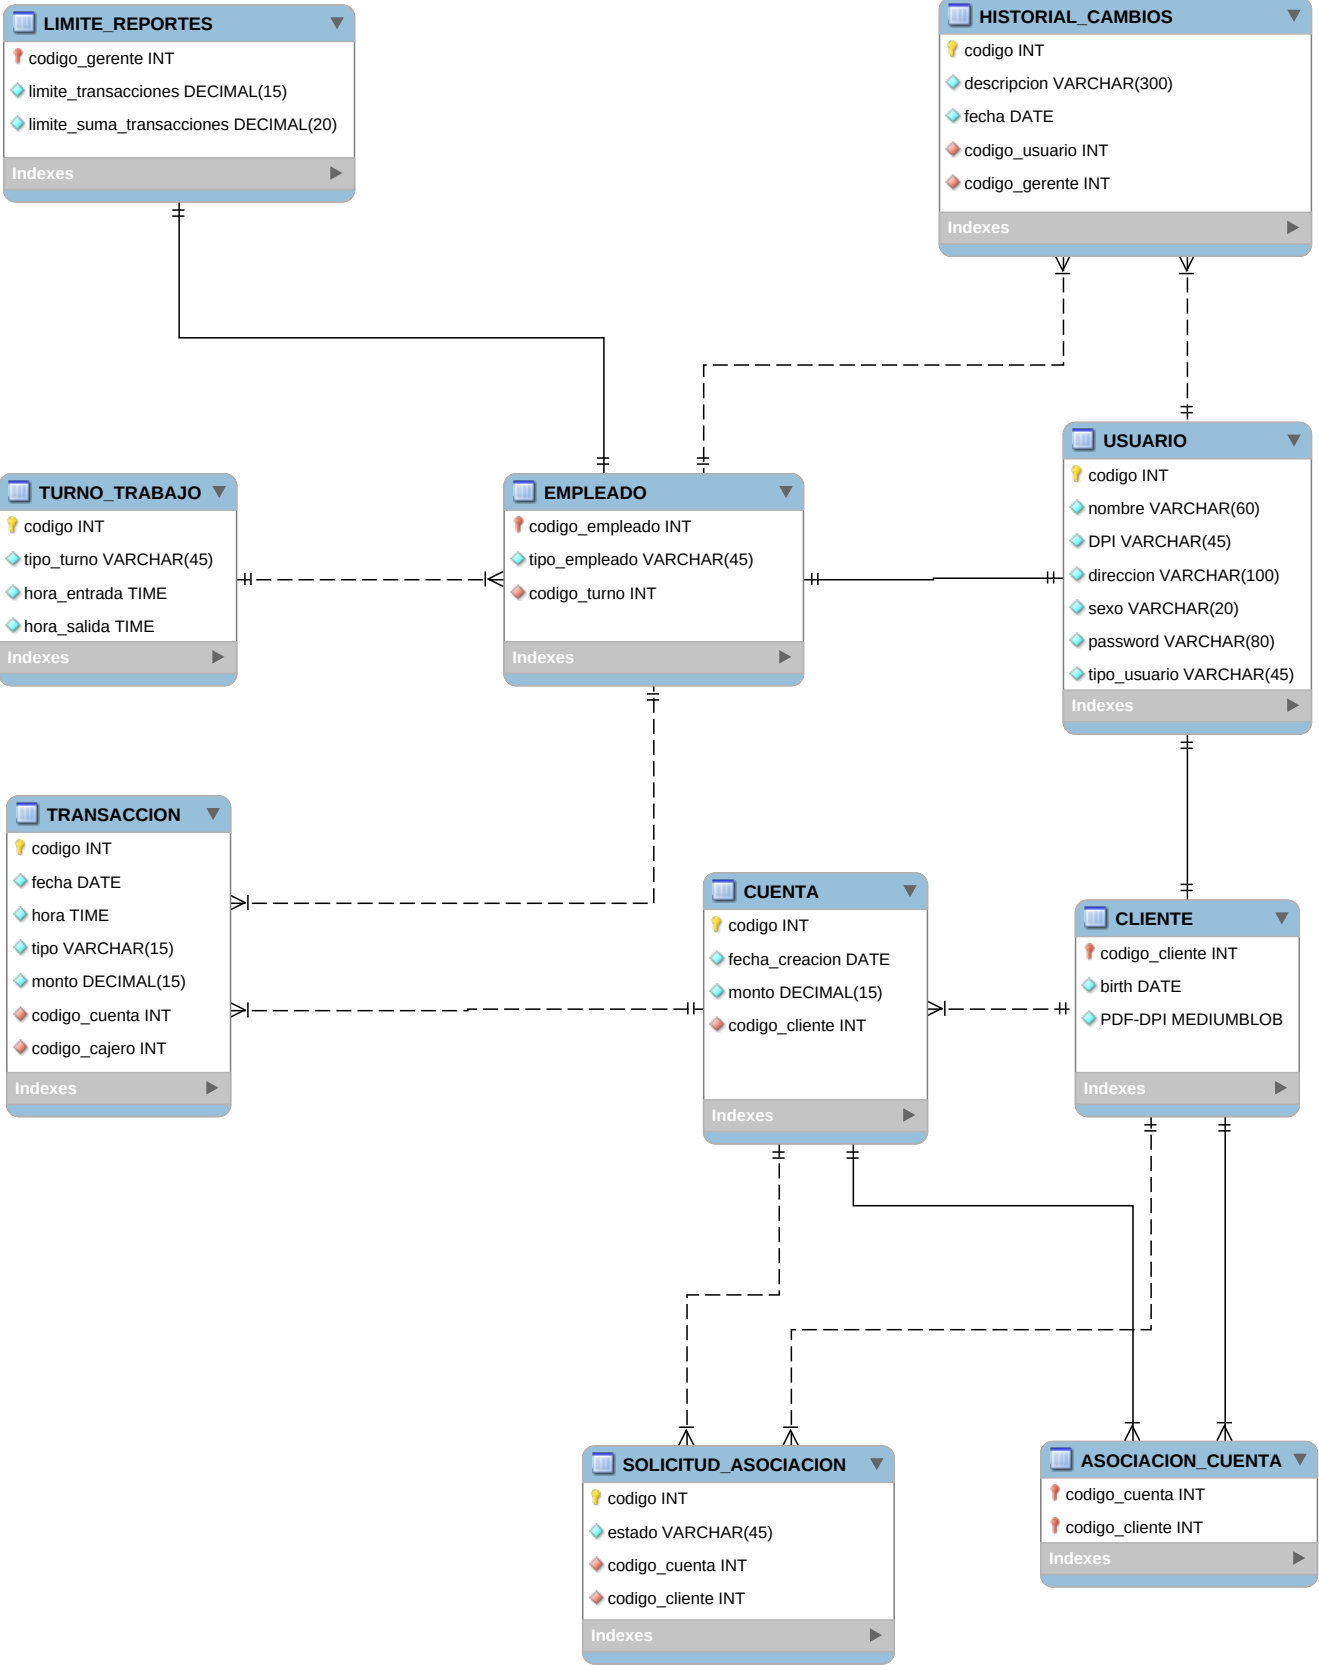 LIMITE_REPORTES
codigo_gerente INT
limite_transacciones DECIMAL(15)
limite_suma_transacciones DECIMAL(20)
Indexes
HISTORIAL_CAMBIOS
codigo INT
descripcion VARCHAR(300)
fecha DATE
codigo_usuario INT
codigo_gerente INT
Indexes
TURNO_TRABAJO
codigo INT
tipo_turno VARCHAR(45)
hora_entrada TIME
hora_salida TIME
Indexes
EMPLEADO
codigo_empleado INT
tipo_empleado VARCHAR(45)
codigo_turno INT
Indexes
USUARIO
codigo INT
nombre VARCHAR(60)
DPI VARCHAR(45)
direccion VARCHAR(100)
sexo VARCHAR(20)
password VARCHAR(80)
tipo_usuario VARCHAR(45)
Indexes
TRANSACCION
codigo INT
fecha DATE
hora TIME
tipo VARCHAR(15)
monto DECIMAL(15)
codigo_cuenta INT
codigo_cajero INT
Indexes
CUENTA
codigo INT
fecha_creacion DATE
monto DECIMAL(15)
codigo_cliente INT
Indexes
CLIENTE
codigo_cliente INT
birth DATE
PDF-DPI MEDIUMBLOB
Indexes
SOLICITUD_ASOCIACION
codigo INT
estado VARCHAR(45)
codigo_cuenta INT
codigo_cliente INT
Indexes
ASOCIACION_CUENTA
codigo_cuenta INT
codigo_cliente INT
Indexes